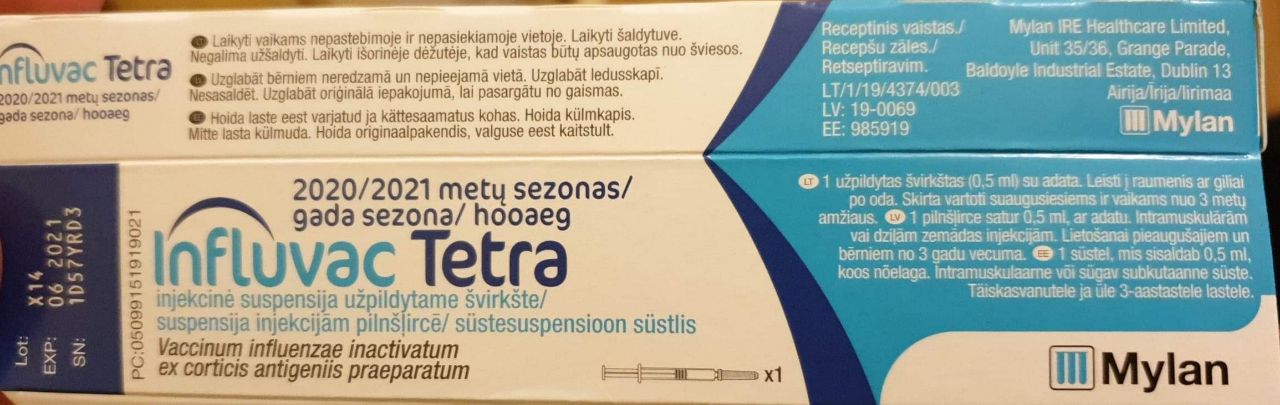 Influvac Tetra
2020/2021 metų sezonas/
gada sezona/ hooaeg
LT Laikyti vaikams nepastebimoje ir nepasiekiamoje vietoje. Laikyti šaldytuve.
Negalima užšaldyti. Laikyti išorinėje dėžutėje, kad vaistas būtų apsaugotas nuo šviesos.
LV Uzglabāt bērniem neredzamā un nepieejamā vietā. Uzglabāt ledusskapī.
Nesasaldēt. Uzglabāt oriģinālā iepakojumā, lai pasargātu no gaismas.
EE Hoida laste eest varjatud ja kättesaamatus kohas. Hoida külmkapis.
Mitte lasta külmuda. Hoida originaalpakendis, valguse eest kaitstult.
Receptinis vaistas./
Recepšu zāles./
Retseptiravim.
LT/1/19/4374/003
LV: 19-0069
EE: 985919
Mylan IRE Healthcare Limited,
Unit 35/36, Grange Parade,
Baldoyle Industrial Estate, Dublin 13
Airija/Īrija/Iirimaa
Mylan
Lot: X14
EXP: 06 2021
SN: 1D57YRD3
PC:05099151919021
2020/2021 metų sezonas/
gada sezona/ hooaeg
Influvac Tetra
injekcinė suspensija užpildytame švirkšte/
suspensija injekcijām pilnšļircē/ süstesuspensioon süstlis
Vaccinum influenzae inactivatum
ex corticis antigeniis praeparatum
x1
LT 1 užpildytas švirkštas (0,5 ml) su adata. Leisti į raumenis ar giliai
po oda. Skirta vartoti suaugusiesiems ir vaikams nuo 3 metų
amžiaus. LV 1 pilnšļirce satur 0,5 ml, ar adatu. Intramuskulārām
vai dziļām zemādas injekcijām. Lietošanai pieaugušajiem un
bērniem no 3 gadu vecuma. EE 1 süstel, mis sisaldab 0,5 ml,
koos nõelaga. Intramuskulaarne või sügav subkutaanne süste.
Täiskasvanutele ja üle 3-aastastele lastele.
Mylan